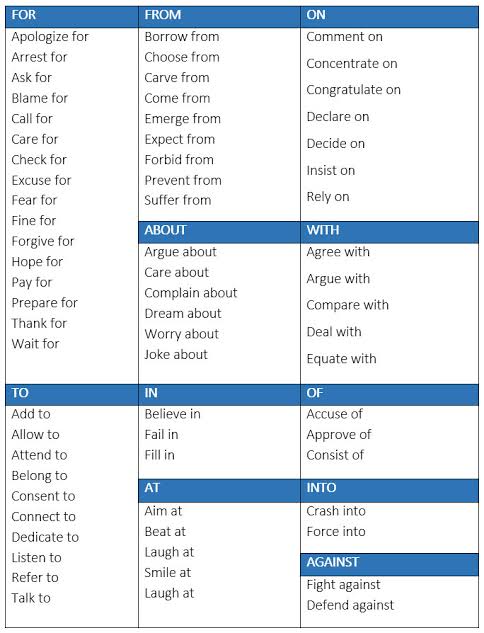 FOR
Apologize for
Arrest for
Ask for
Blame for
Call for
Care for
Check for
Excuse for
Fear for
Fine for
Forgive for
Hope for
Pay for
Prepare for
Thank for
Wait for
FROM
Borrow from
Choose from
Carve from
Come from
Emerge from
Expect from
Forbid from
Prevent from
Suffer from
ON
Comment on
Concentrate on
Congratulate on
Declare on
Decide on
Insist on
Rely on
ABOUT
Argue about
Care about
Complain about
Dream about
Worry about
Joke about
WITH
Agree with
Argue with
Compare with
Deal with
Equate with
TO
Add to
Allow to
Attend to
Belong to
Consent to
Connect to
Dedicate to
Listen to
Refer to
Talk to
IN
Believe in
Fail in
Fill in
OF
Accuse of
Approve of
Consist of
AT
Aim at
Beat at
Laugh at
Smile at
Laugh at
INTO
Crash into
Force into
AGAINST
Fight against
Defend against